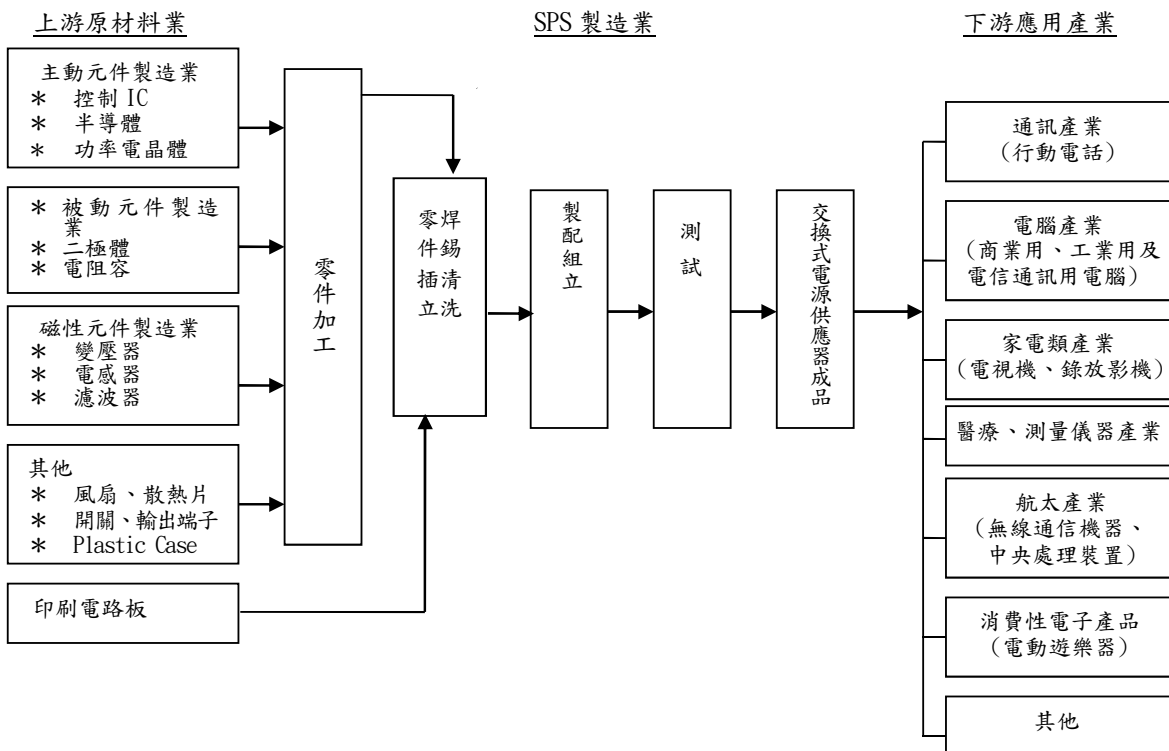 上游原材料業
SPS 製造業
下游應用產業
主動元件製造業
* 控制 IC
* 半導體
* 功率電晶體
* 被動元件製造
業
* 二極體
* 電阻容
磁性元件製造業
* 變壓器
* 電感器
* 濾波器
其他
* 風扇、散熱片
* 開關、輸出端子
* Plastic Case
印刷電路板
零件加工
零件插立
焊錫清洗
製配組立
測試
交換式電源供應器成品
通訊產業
(行動電話)
電腦產業
(商業用、工業用及
電信通訊用電腦)
家電類產業
(電視機、錄放影機)
醫療、測量儀器產業
航太產業
(無線通信機器、
中央處理裝置)
消費性電子產品
(電動遊樂器)
其他